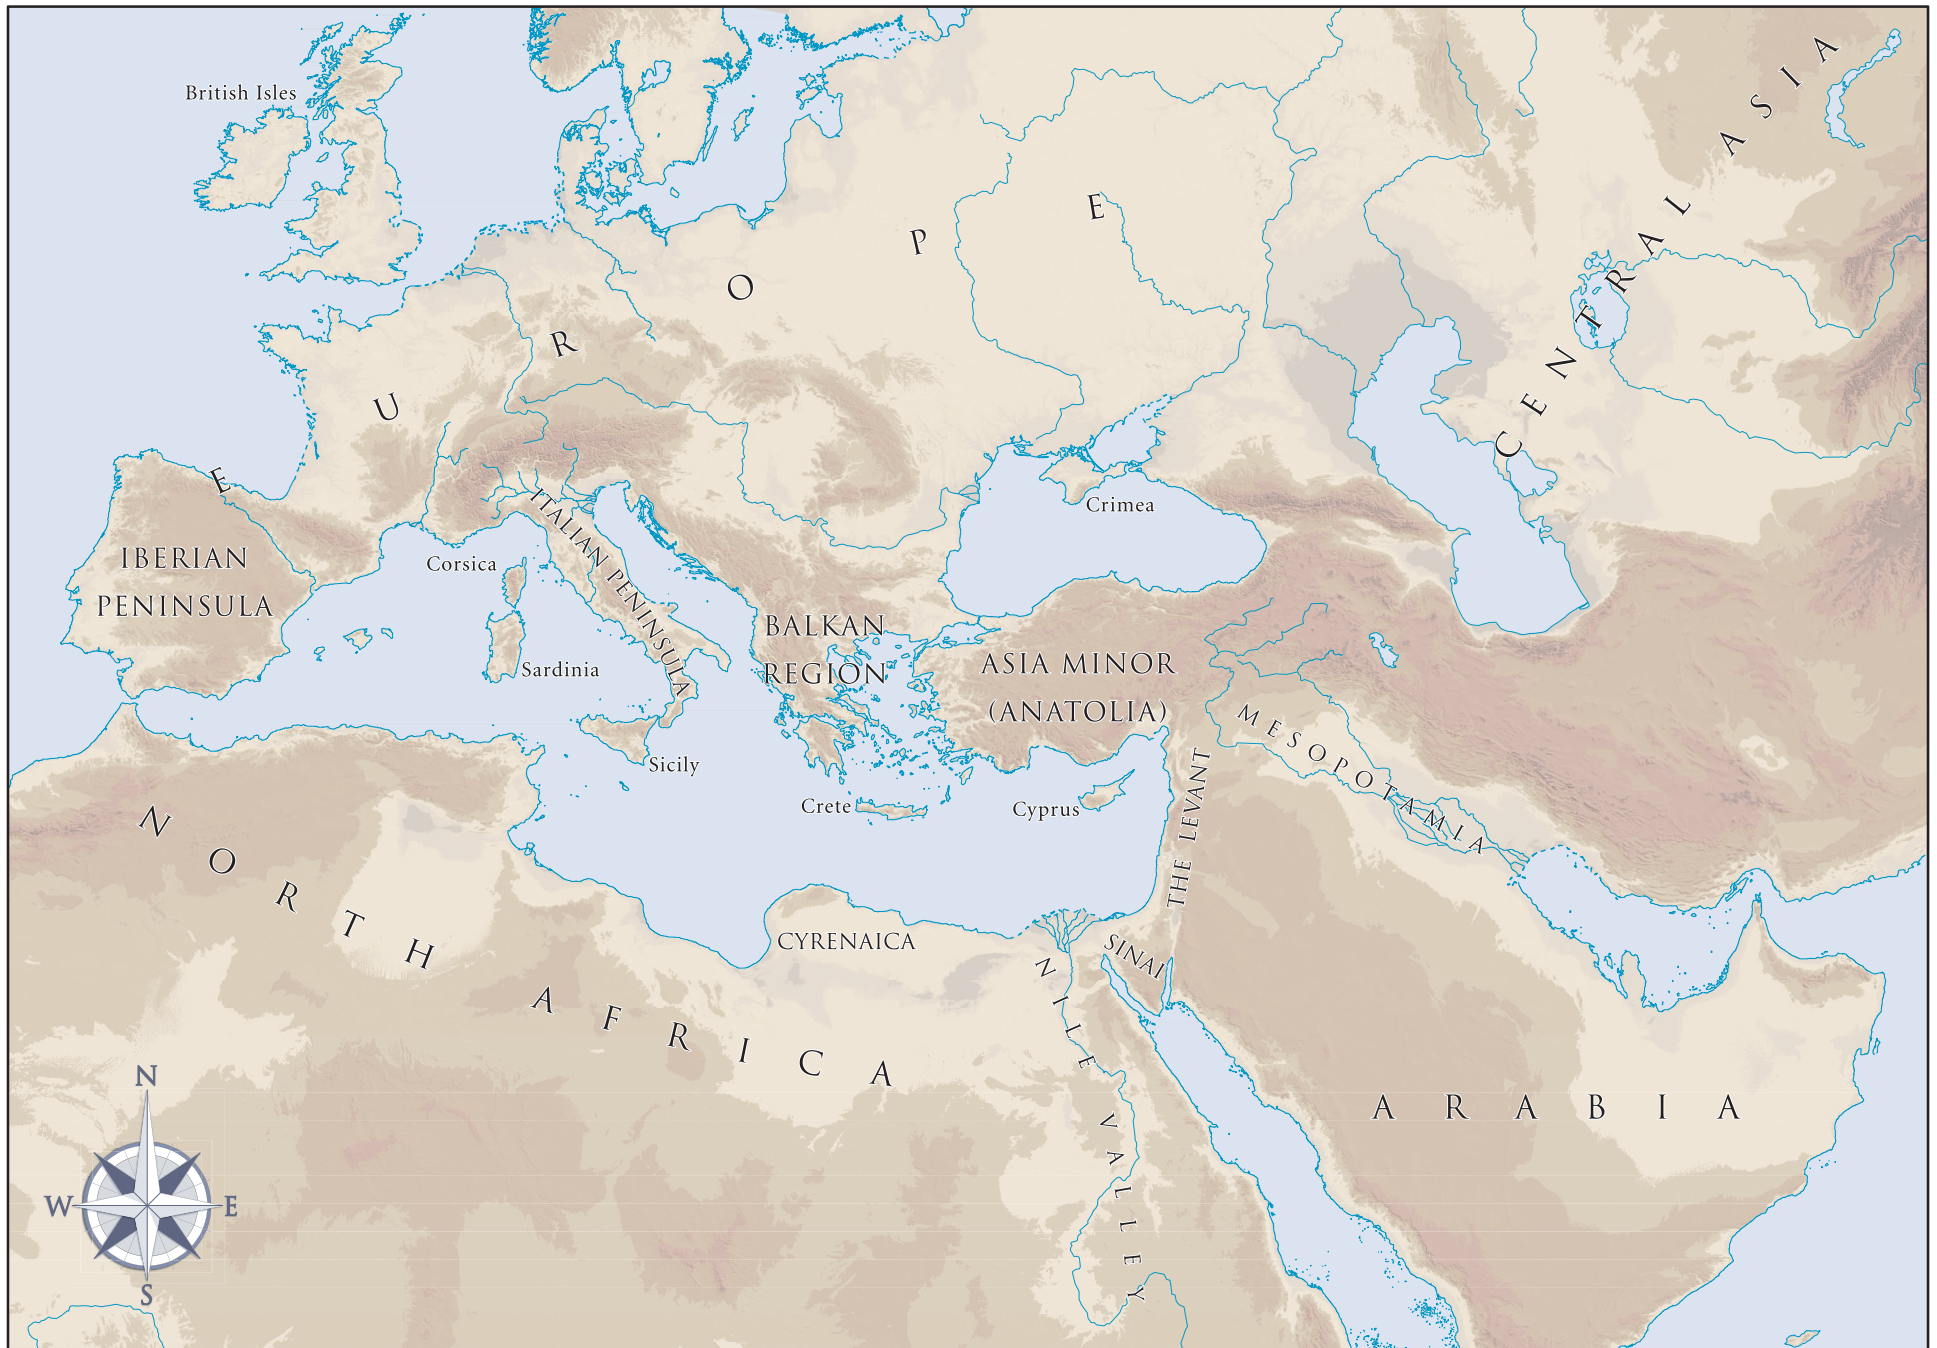 British Isles
EUROPE
CENTRAL ASIA
IBERIAN
PENINSULA
ITALIAN PENINSULA
Corsica
Sardinia
Sicily
BALKAN
REGION
Crimea
ASIA MINOR
(ANATOLIA)
MESOPOTAMIA
THE LEVANT
Crete
Cyprus
NORTH AFRICA
CYRENAICA
SINAI
NILE VALLEY
ARABIA
N
W
E
S